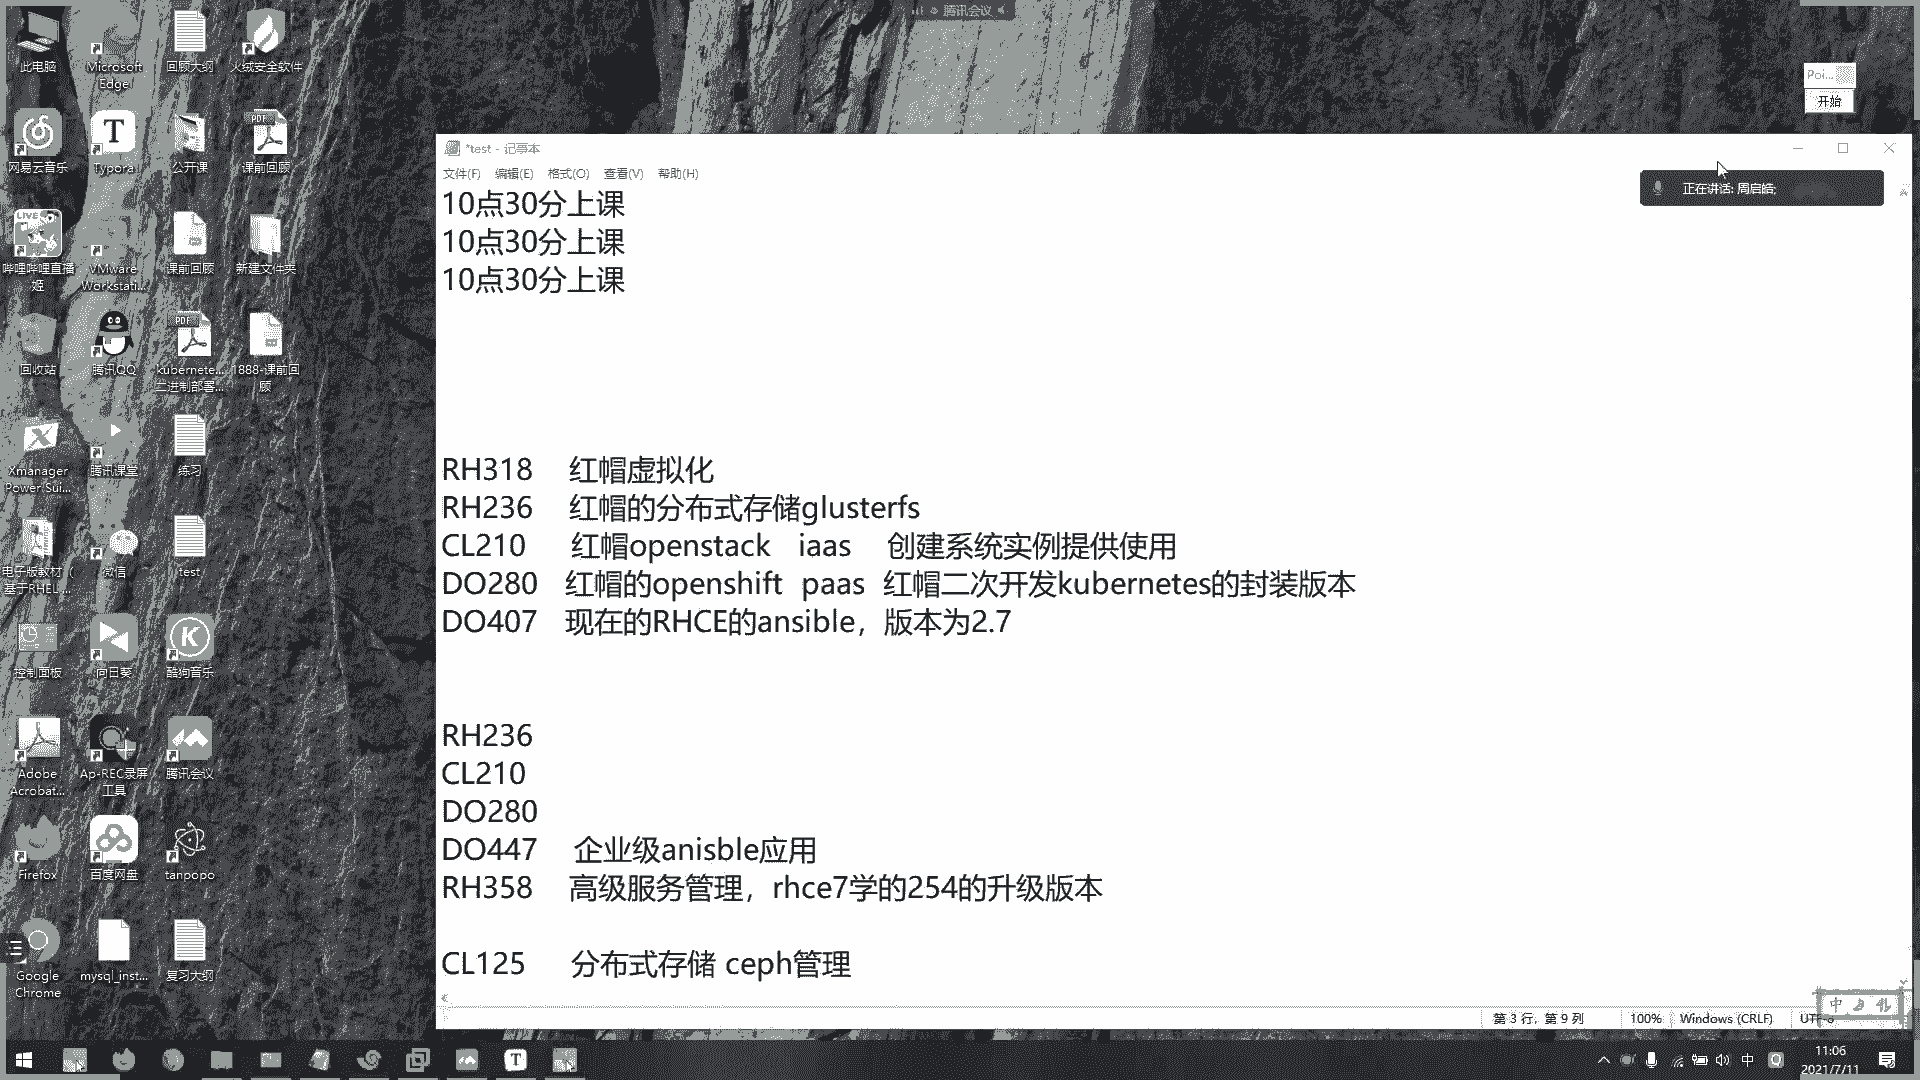 腾讯会议
此电脑
Microsoft Edge
回顾大纲
火绒安全软件
网易云音乐
Typora
公开课
课前回顾
哔哩哔哩直播姬
VMware Workstati...
课前回顾
新建文件夹
回收站
腾讯QQ
kubernete... 二进制部署...
1888-课前回顾
Xmanager Power Sui...
腾讯课堂
练习
电子版教材（基于RHEL ...
微信
test
控制面板
向日葵
酷狗音乐
Adobe Acrobat...
Ap-REC录屏工具
腾讯会议
Firefox
百度网盘
tanpopo
Google Chrome
mysql_inst...
复习大纲
Poi...
开始
*test - 记事本
文件(F) 编辑(E) 格式(O) 查看(V) 帮助(H)
正在讲话: 周启皓;
10点30分上课
10点30分上课
10点30分上课
RH318 红帽虚拟化
RH236 红帽的分布式存储glusterfs
CL210 红帽openstack iaas 创建系统实例提供使用
DO280 红帽的openshift paas 红帽二次开发kubernetes的封装版本
DO407 现在的RHCE的ansible，版本为2.7
RH236
CL210
DO280
DO447 企业级anisble应用
RH358 高级服务管理，rhce7学的254的升级版本
CL125 分布式存储 ceph管理
第 3 行，第 9 列 100% Windows (CRLF) UTF-8
中
中
11:06
2021/7/11